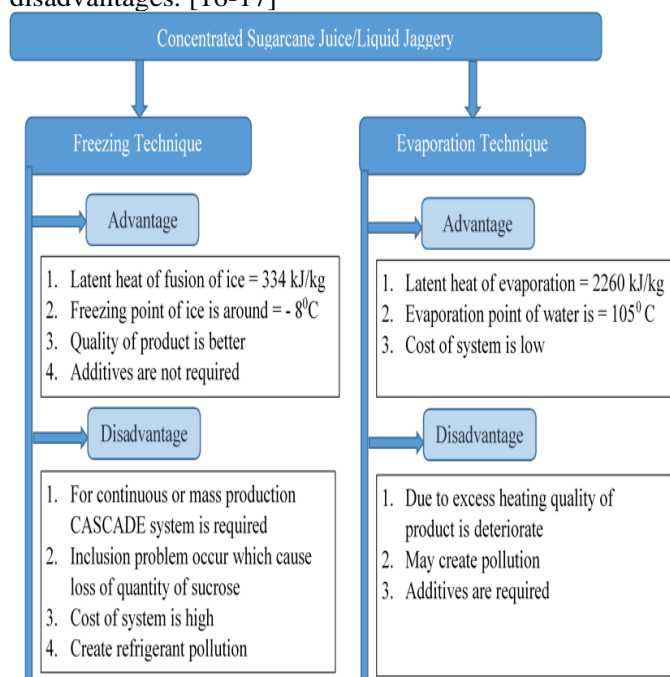 disadvantages. [16-17]
Concentrated Sugarcane Juice/Liquid Jaggery
Freezing Technique
Advantage
1. Latent heat of fusion of ice = 334 kJ/kg
2. Freezing point of ice is around = - 8⁰C
3. Quality of product is better
4. Additives are not required
Disadvantage
1. For continuous or mass production
CASCADE system is required
2. Inclusion problem occur which cause
loss of quantity of sucrose
3. Cost of system is high
4. Create refrigerant pollution
Evaporation Technique
Advantage
1. Latent heat of evaporation = 2260 kJ/kg
2. Evaporation point of water is = 105⁰ C
3. Cost of system is low
Disadvantage
1. Due to excess heating quality of
product is deteriorate
2. May create pollution
3. Additives are required